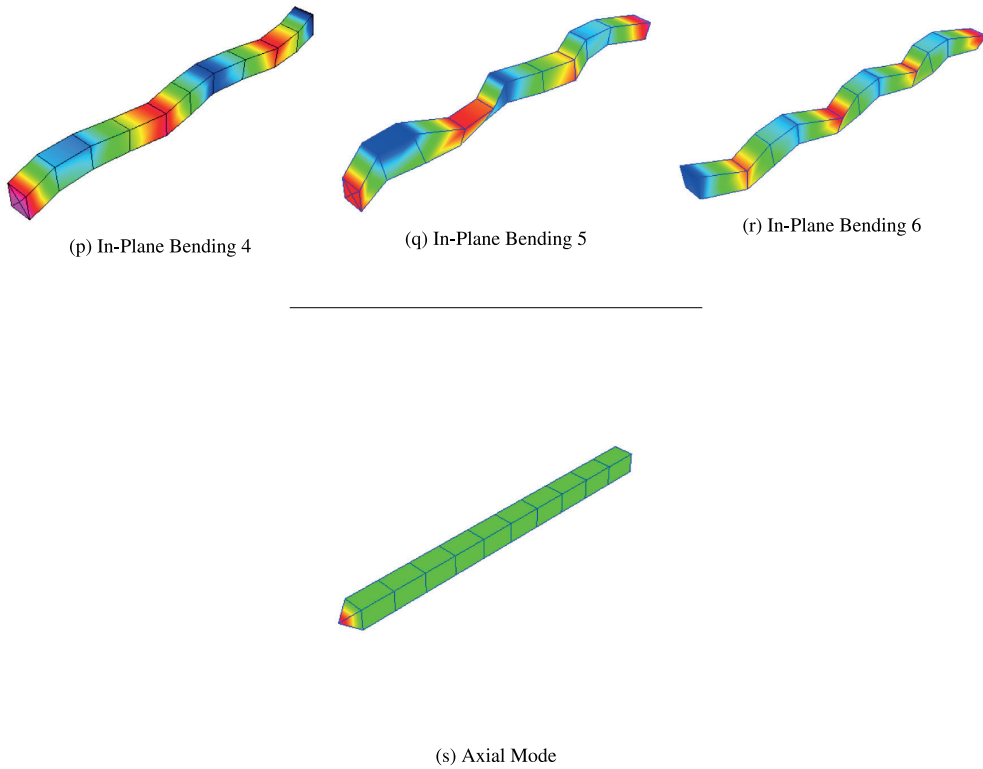 (p) In-Plane Bending 4
(q) In-Plane Bending 5
(r) In-Plane Bending 6
(s) Axial Mode